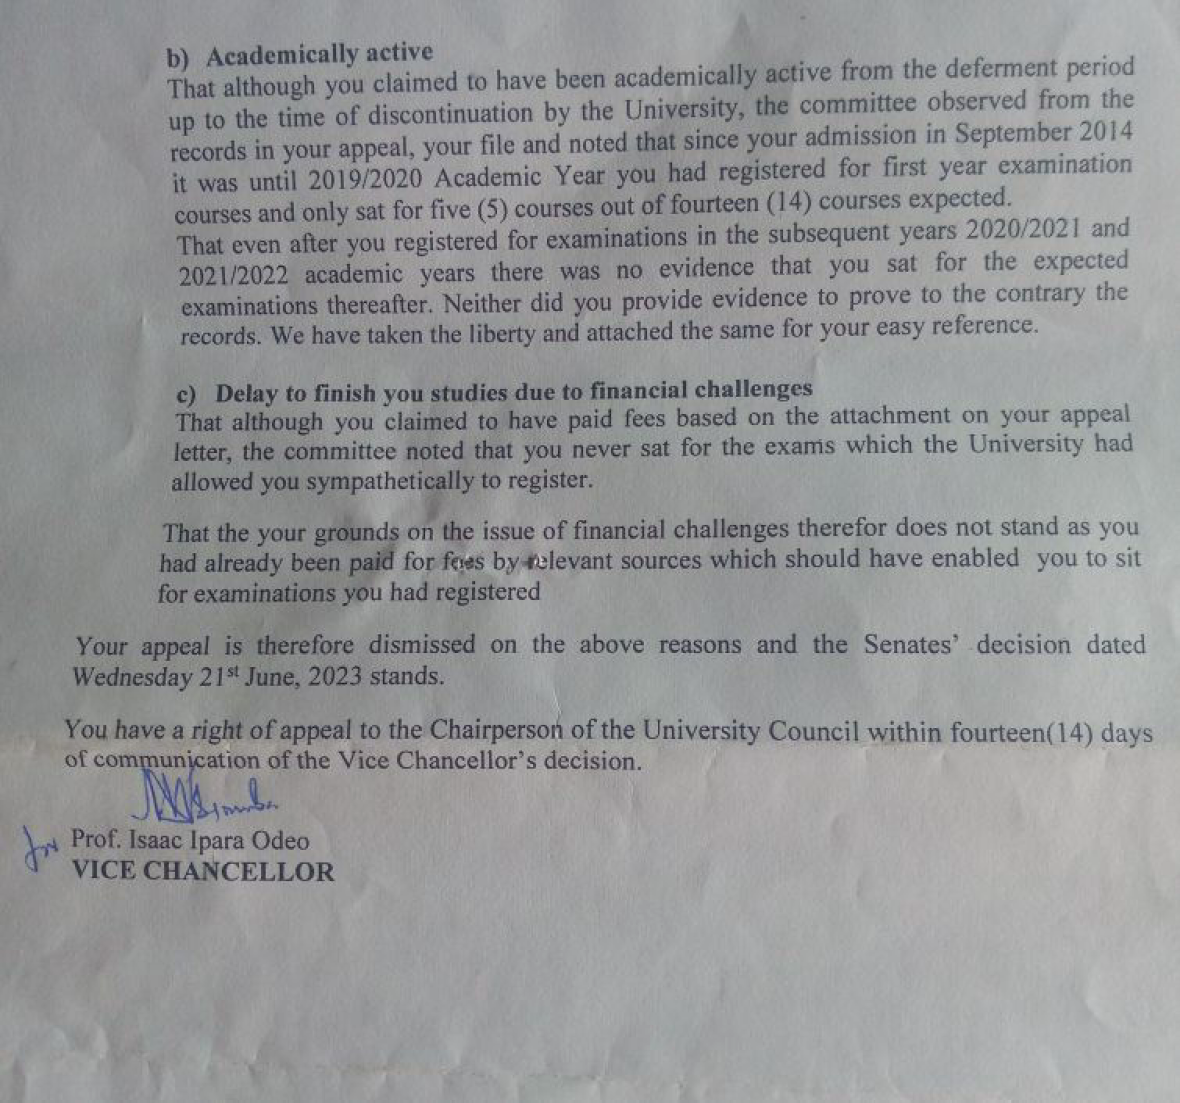 b) Academically active
That although you claimed to have been academically active from the deferment period
up to the time of discontinuation by the University, the committee observed from the
records in your appeal, your file and noted that since your admission in September 2014
it was until 2019/2020 Academic Year you had registered for first year examination
courses and only sat for five (5) courses out of fourteen (14) courses expected.
That even after you registered for examinations in the subsequent years 2020/2021 and
2021/2022 academic years there was no evidence that you sat for the expected
examinations thereafter. Neither did you provide evidence to prove to the contrary the
records. We have taken the liberty and attached the same for your easy reference.
c) Delay to finish you studies due to financial challenges
That although you claimed to have paid fees based on the attachment on your appeal
letter, the committee noted that you never sat for the exams which the University had
allowed you sympathetically to register.
That the your grounds on the issue of financial challenges therefor does not stand as you
had already been paid for fees by relevant sources which should have enabled you to sit
for examinations you had registered
Your appeal is therefore dismissed on the above reasons and the Senates' decision dated
Wednesday 21st June, 2023 stands.
You have a right of appeal to the Chairperson of the University Council within fourteen(14) days
of communication of the Vice Chancellor's decision.
for Prof. Isaac Ipara Odeo
VICE CHANCELLOR